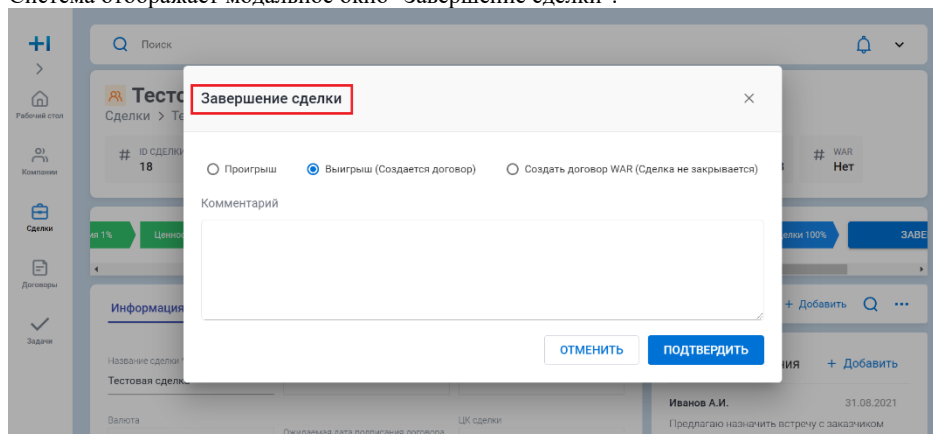 Система отображает модальное окно "Завершение сделки".
Поиск
Рабочий стол
Компании
Сделки
Договоры
Задачи
Тесто
Сделки > Те
# ID СДЕЛКИ
18
# WAR
Нет
Завершение сделки
Проигрыш
Выигрыш (Создается договор)
Создать договор WAR (Сделка не закрывается)
Комментарий
ОТМЕНИТЬ
ПОДТВЕРДИТЬ
ия 1%
Ценнос
елки 100%
ЗАВЕ
Информация
+ Добавить
Название сделки *
Тестовая сделка
ния
+ Добавить
Иванов А.И.
31.08.2021
Предлагаю назначить встречу с заказчиком
Валюта
Ожидаемая дата подписания договора
ЦК сделки